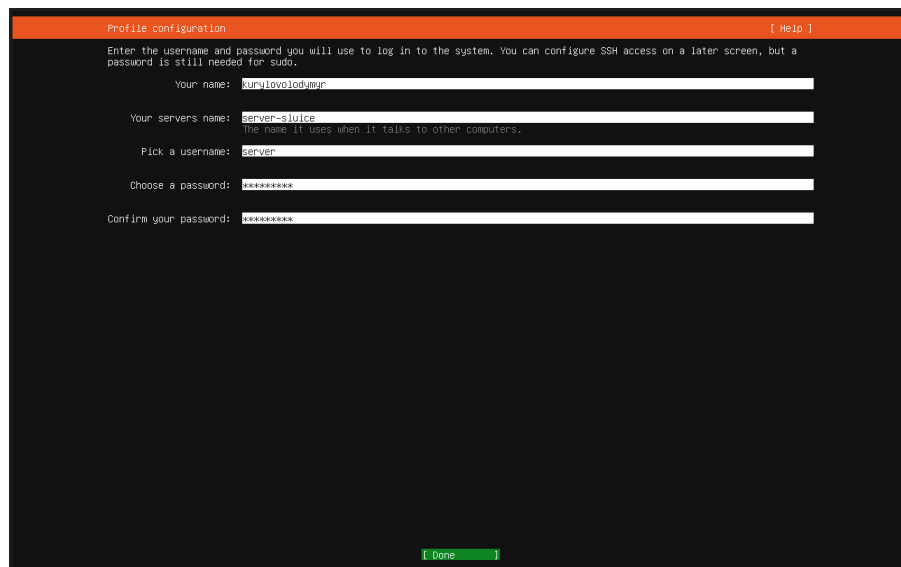 Profile configuration [ Help ]
Enter the username and password you will use to log in to the system. You can configure SSH access on a later screen, but a
password is still needed for sudo.
Your name: kurylovolodymyr
Your servers name: server-sluice
The name it uses when it talks to other computers.
Pick a username: server
Choose a password: *********
Confirm your password: *********
[ Done ]